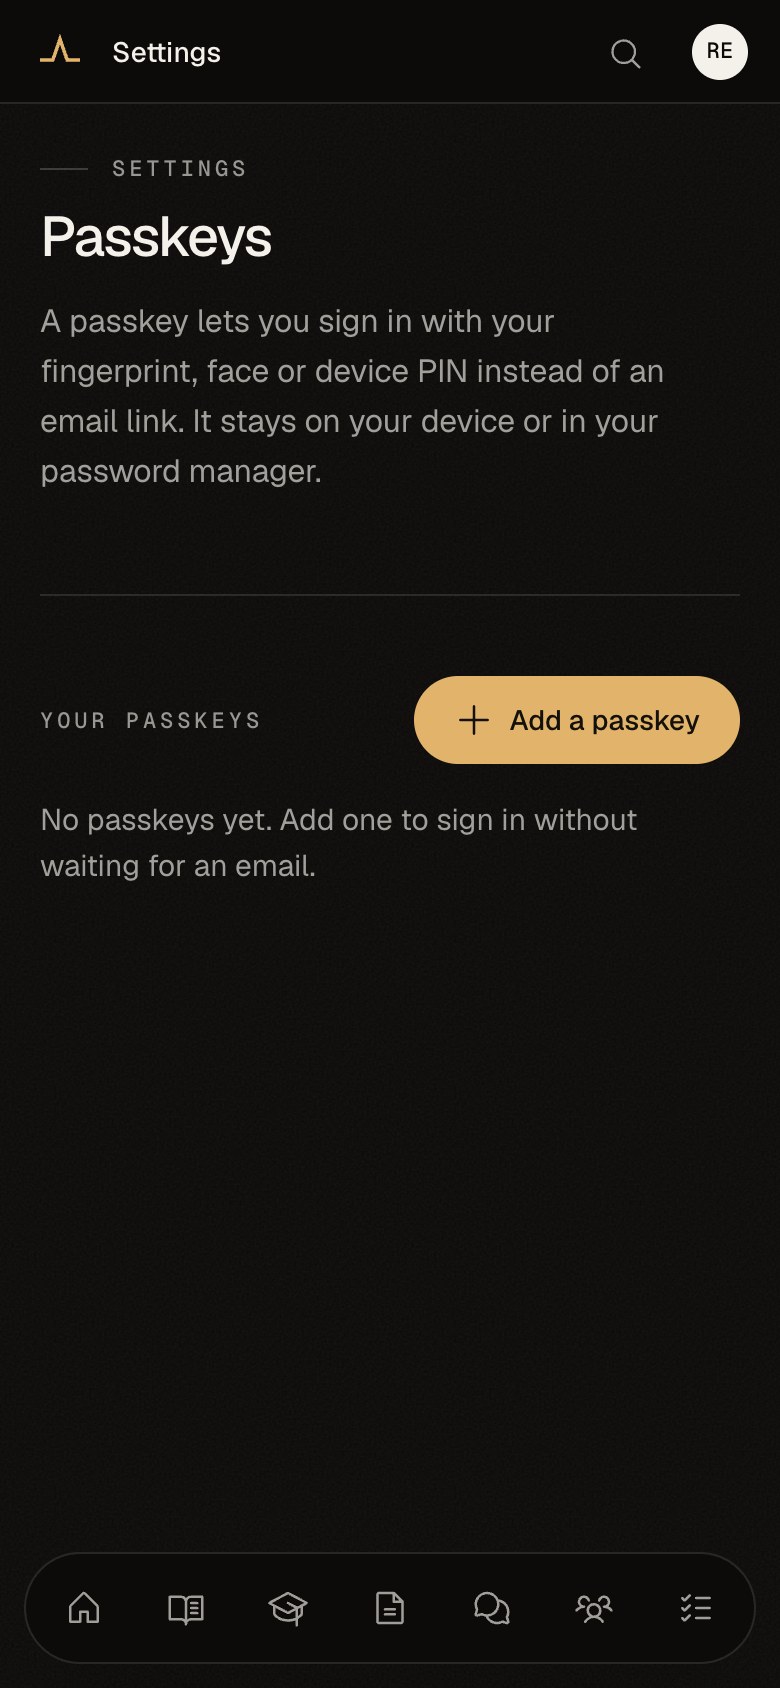 Settings
RE
SETTINGS
Passkeys
A passkey lets you sign in with your
fingerprint, face or device PIN instead of an
email link. It stays on your device or in your
password manager.
YOUR PASSKEYS
Add a passkey
No passkeys yet. Add one to sign in without
waiting for an email.